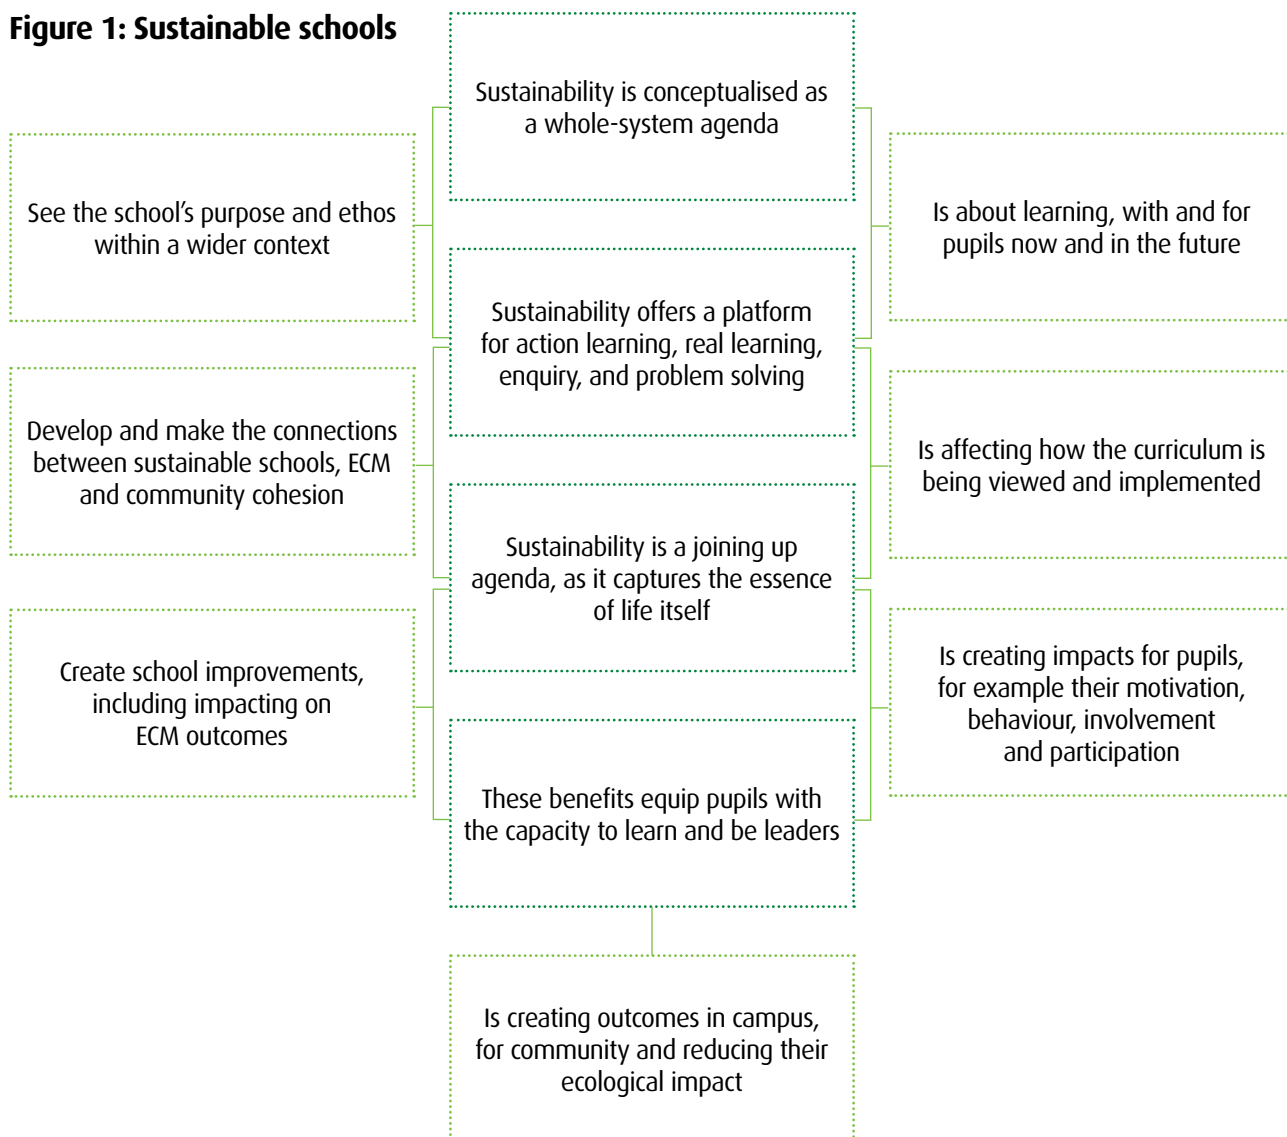 Figure 1: Sustainable schools
Sustainability is conceptualised as
a whole-system agenda
See the school's purpose and ethos
within a wider context
Is about learning, with and for
pupils now and in the future
Sustainability offers a platform
for action learning, real learning,
enquiry, and problem solving
Develop and make the connections
between sustainable schools, ECM
and community cohesion
Is affecting how the curriculum is
being viewed and implemented
Sustainability is a joining up
agenda, as it captures the essence
of life itself
Create school improvements,
including impacting on
ECM outcomes
Is creating impacts for pupils,
for example their motivation,
behaviour, involvement
and participation
These benefits equip pupils with
the capacity to learn and be leaders
Is creating outcomes in campus,
for community and reducing their
ecological impact